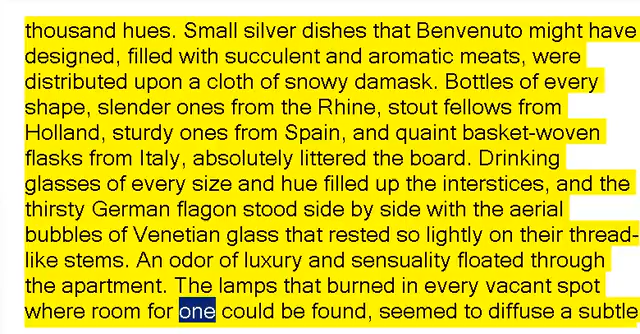 thousand hues. Small silver dishes that Benvenuto might have
designed, filled with succulent and aromatic meats, were
distributed upon a cloth of snowy damask. Bottles of every
shape, slender ones from the Rhine, stout fellows from
Holland, sturdy ones from Spain, and quaint basket-woven
flasks from Italy, absolutely littered the board. Drinking
glasses of every size and hue filled up the interstices, and the
thirsty German flagon stood side by side with the aerial
bubbles of Venetian glass that rested so lightly on their thread-
like stems. An odor of luxury and sensuality floated through
the apartment. The lamps that burned in every vacant spot
where room for one could be found, seemed to diffuse a subtle